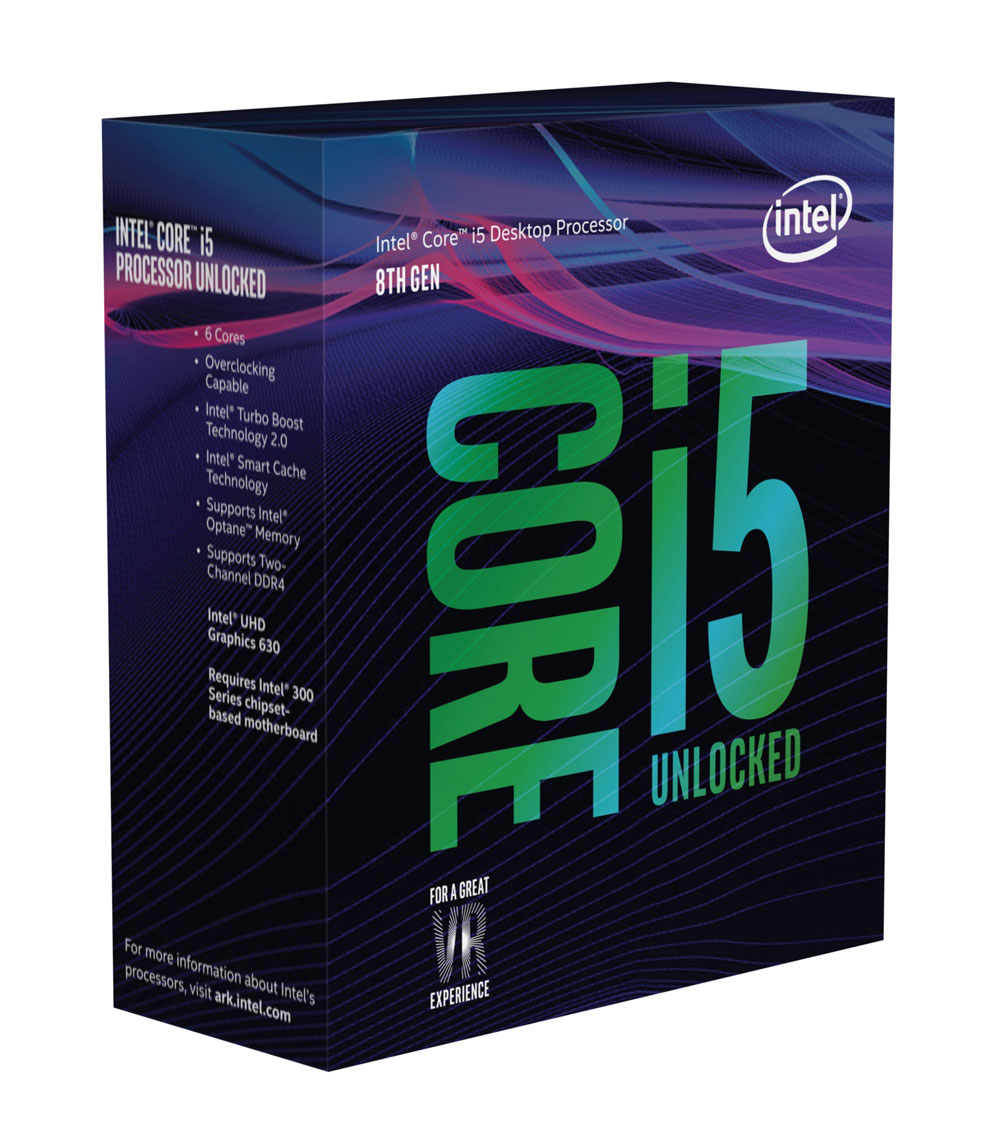 INTEL® CORE™ i5
PROCESSOR UNLOCKED
• 6 Cores
• Overclocking
Capable
• Intel® Turbo Boost
Technology 2.0
• Intel® Smart Cache
Technology
• Supports Intel®
Optane™ Memory
• Supports Two-
Channel DDR4
Intel® UHD
Graphics 630
Requires Intel® 300
Series chipset-
based motherboard
For more information about Intel's
processors, visit ark.intel.com
Intel® Core™ i5 Desktop Processor
8TH GEN
intel®
CORE
i5
UNLOCKED
FOR A GREAT
VR
EXPERIENCE